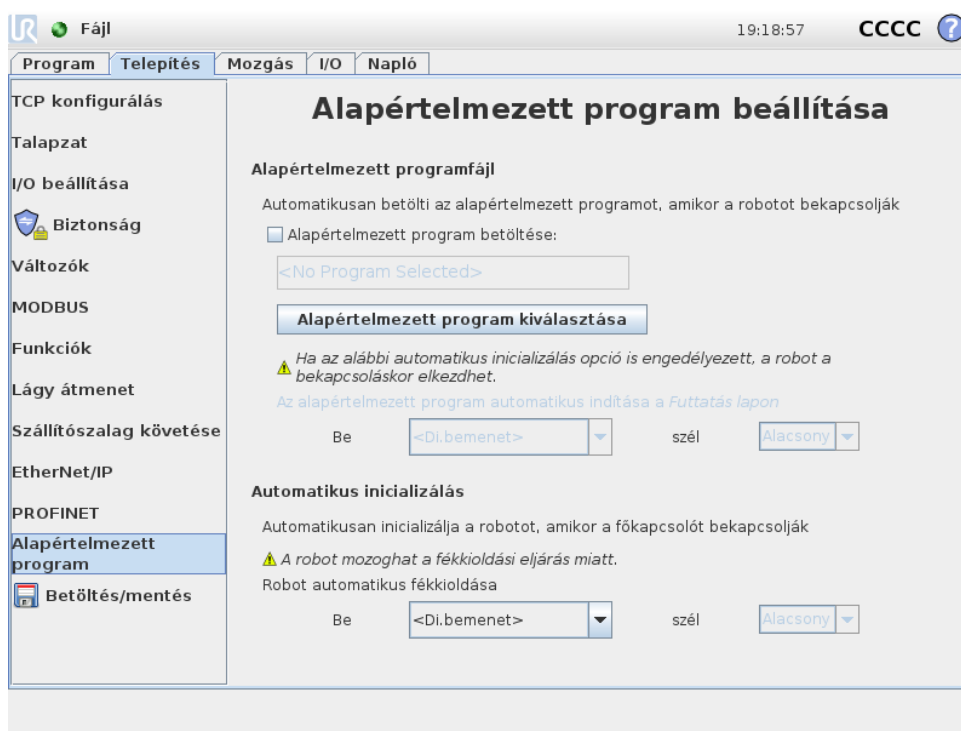 UR Fájl 19:18:57 CCCC ?
Program Telepítés Mozgás I/O Napló
TCP konfigurálás
Talapzat
I/O beállítása
Biztonság
Változók
MODBUS
Funkciók
Lágy átmenet
Szállítószalag követése
EtherNet/IP
PROFINET
Alapértelmezett
program
Betöltés/mentés
Alapértelmezett program beállítása
Alapértelmezett programfájl
Automatikusan betölti az alapértelmezett programot, amikor a robotot bekapcsolják
Alapértelmezett program betöltése:
<No Program Selected>
Alapértelmezett program kiválasztása
Ha az alábbi automatikus inicializálás opció is engedélyezett, a robot a
bekapcsoláskor elkezdhet.
Az alapértelmezett program automatikus indítása a Futtatás lapon
Be <Di.bemenet> szél Alacsony
Automatikus inicializálás
Automatikusan inicializálja a robotot, amikor a főkapcsolót bekapcsolják
A robot mozoghat a fékkioldási eljárás miatt.
Robot automatikus fékkioldása
Be <Di.bemenet> szél Alacsony